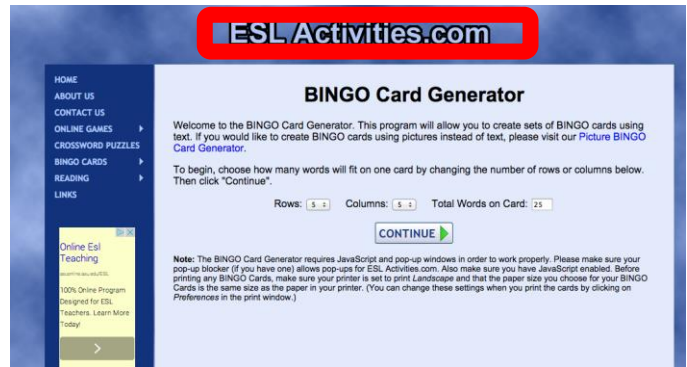 ESL Activities.com
HOME
ABOUT US
CONTACT US
ONLINE GAMES
CROSSWORD PUZZLES
BINGO CARDS
READING
LINKS
Online Esl
Teaching
100% Online Program
Designed for ESL
Teachers. Learn More
Today!
BINGO Card Generator
Welcome to the BINGO Card Generator. This program will allow you to create sets of BINGO cards using
text. If you would like to create BINGO cards using pictures instead of text, please visit our Picture BINGO
Card Generator.
To begin, choose how many words will fit on one card by changing the number of rows or columns below.
Then click "Continue".
Rows: 5 Columns: 5 Total Words on Card: 25
CONTINUE
Note: The BINGO Card Generator requires JavaScript and pop-up windows in order to work properly. Please make sure your
pop-up blocker (if you have one) allows pop-ups for ESL Activities.com. Also make sure you have JavaScript enabled. Before
printing any BINGO Cards, make sure your printer is set to print Landscape and that the paper size you choose for your BINGO
Cards is the same size as the paper in your printer. (You can change these settings when you print the cards by clicking on
Preferences in the print window.)